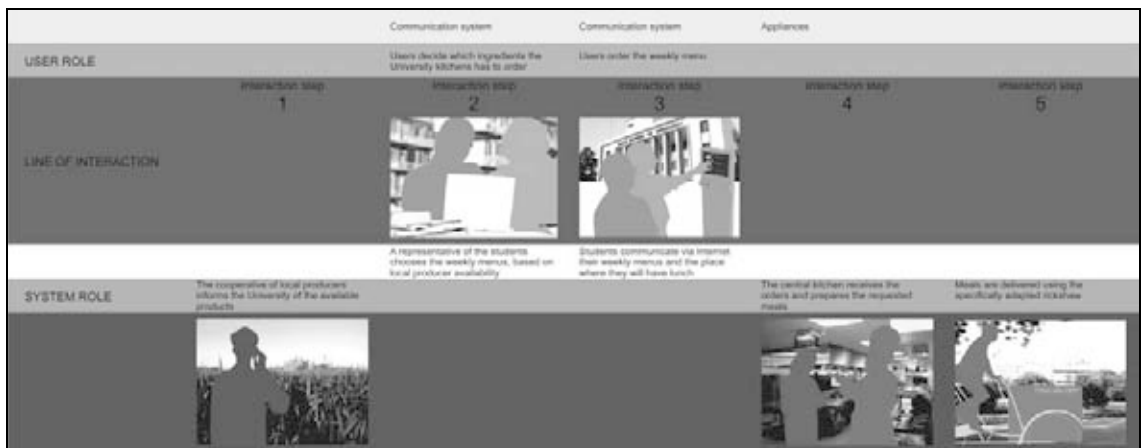 Communication system
Communication system
Appliances
USER ROLE
Users decide which ingredients the
University kitchens has to order
Users order the weekly menu
Interaction step
1
Interaction step
2
Interaction step
3
Interaction step
4
Interaction step
5
LINE OF INTERACTION
A representative of the students
chooses the weekly menus, based on
local producer availability
Students communicate via Internet
their weekly menus and the place
where they will have lunch
SYSTEM ROLE
The cooperative of local producers
informs the University of the available
products
The central kitchen receives the
orders and prepares the requested
meals
Meals are delivered using the
specifically adapted rickshaw